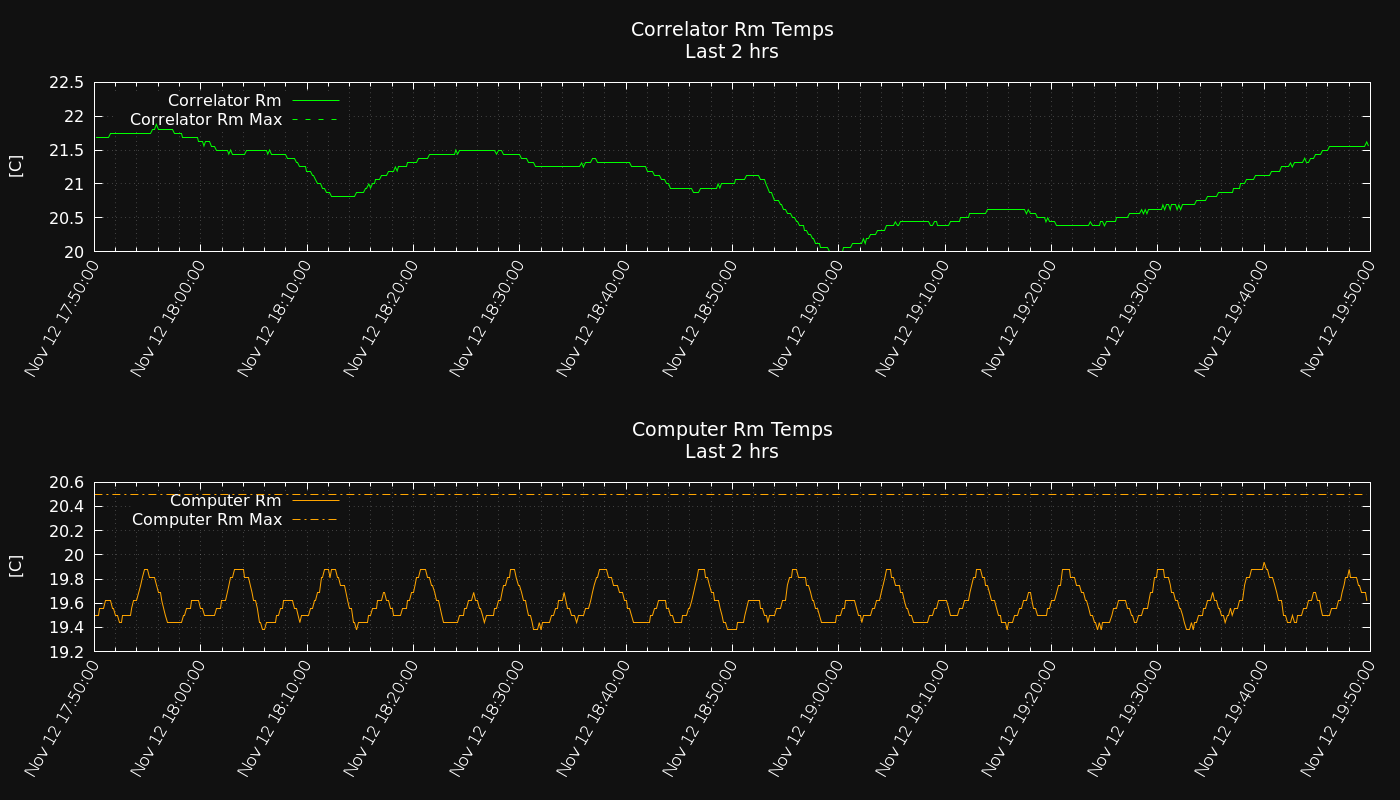 Correlator Rm Temps
Last 2 hrs
22.5
22
21.5
21
20.5
20
[C]
Correlator Rm
Correlator Rm Max
Nov 12 17:50:00
Nov 12 18:00:00
Nov 12 18:10:00
Nov 12 18:20:00
Nov 12 18:30:00
Nov 12 18:40:00
Nov 12 18:50:00
Nov 12 19:00:00
Nov 12 19:10:00
Nov 12 19:20:00
Nov 12 19:30:00
Nov 12 19:40:00
Nov 12 19:50:00
Computer Rm Temps
Last 2 hrs
20.6
20.4
20.2
20
19.8
19.6
19.4
19.2
[C]
Computer Rm
Computer Rm Max
Nov 12 17:50:00
Nov 12 18:00:00
Nov 12 18:10:00
Nov 12 18:20:00
Nov 12 18:30:00
Nov 12 18:40:00
Nov 12 18:50:00
Nov 12 19:00:00
Nov 12 19:10:00
Nov 12 19:20:00
Nov 12 19:30:00
Nov 12 19:40:00
Nov 12 19:50:00